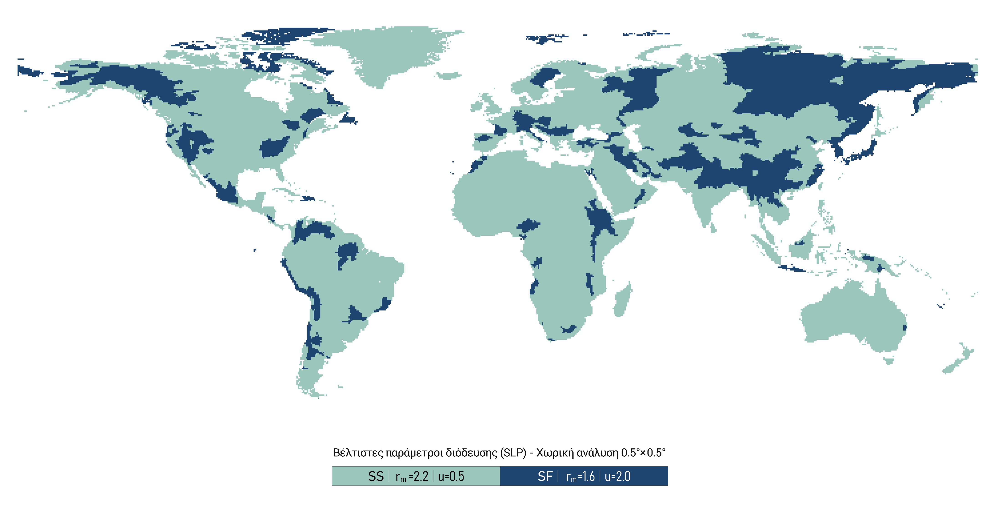 Βέλτιστες παράμετροι διόδευσης (SLP) - Χωρική ανάλυση 0.5°×0.5°
SS | rm =2.2 | u=0.5
SF | rm=1.6 | u=2.0